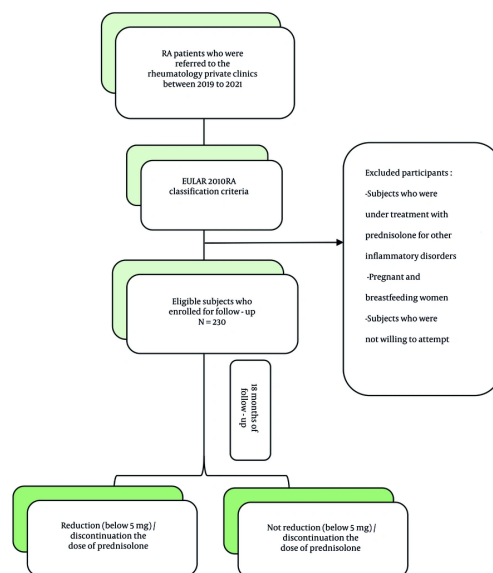 RA patients who were
referred to the
rheumatology private clinics
between 2019 to 2021
EULAR 2010RA
classification criteria
Excluded participants :
-Subjects who were
under treatment with
prednisolone for other
inflammatory disorders
-Pregnant and
breastfeeding women
-Subjects who were
not willing to attempt
Eligible subjects who
enrolled for follow - up
N = 230
18 months of
follow - up
Reduction (below 5 mg) /
discontinuation the
dose of prednisolone
Not reduction (below 5 mg) /
discontinuation the
dose of prednisolone